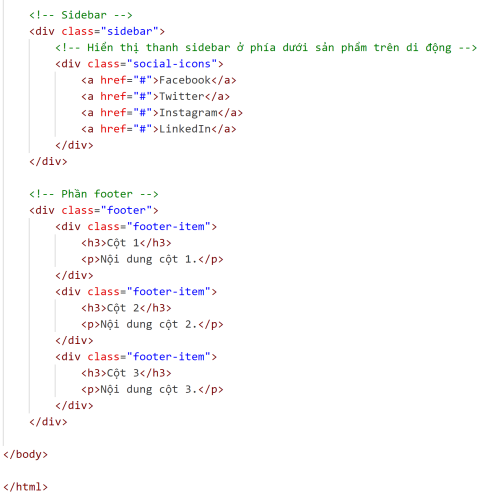 <!-- Sidebar -->
<div class="sidebar">
<!-- Hiển thị thanh sidebar ở phía dưới sản phẩm trên di động -->
<div class="social-icons">
<a href="#">Facebook</a>
<a href="#">Twitter</a>
<a href="#">Instagram</a>
<a href="#">LinkedIn</a>
</div>
</div>
<!-- Phần footer -->
<div class="footer">
<div class="footer-item">
<h3>Cột 1</h3>
<p>Nội dung cột 1.</p>
</div>
<div class="footer-item">
<h3>Cột 2</h3>
<p>Nội dung cột 2.</p>
</div>
<div class="footer-item">
<h3>Cột 3</h3>
<p>Nội dung cột 3.</p>
</div>
</div>
</body>
</html>